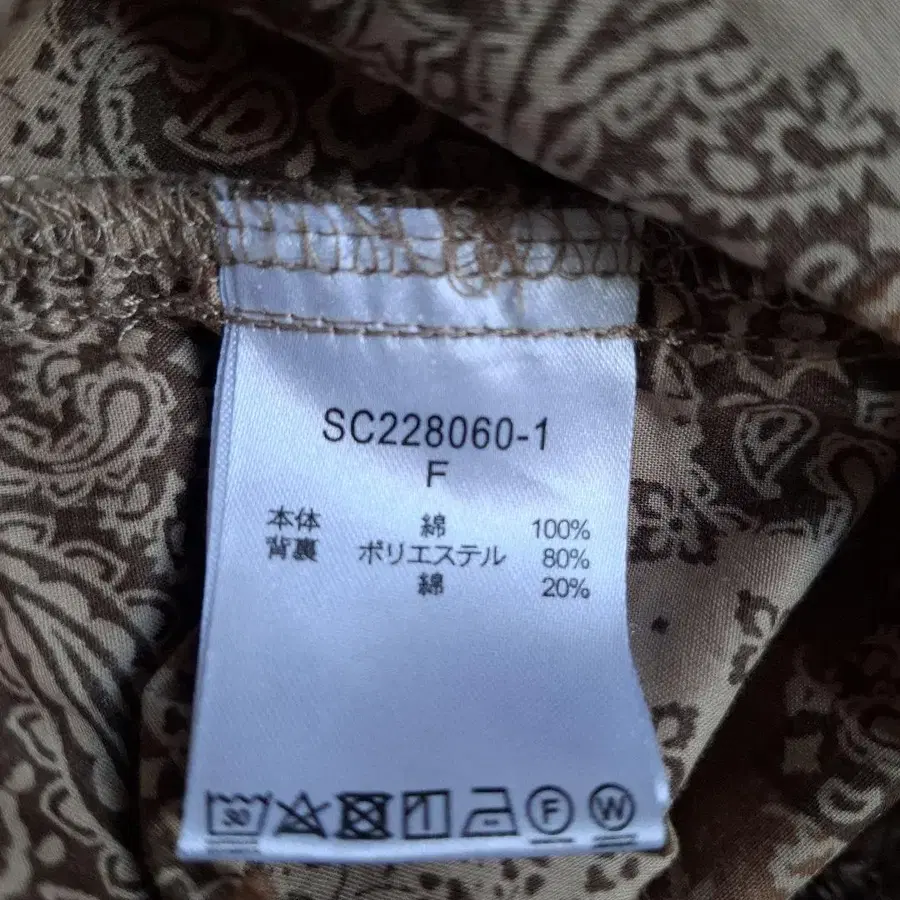 SC228060-1
F
本体 綿 100%
背裏 ポリエステル 80%
綿 20%
30 F W